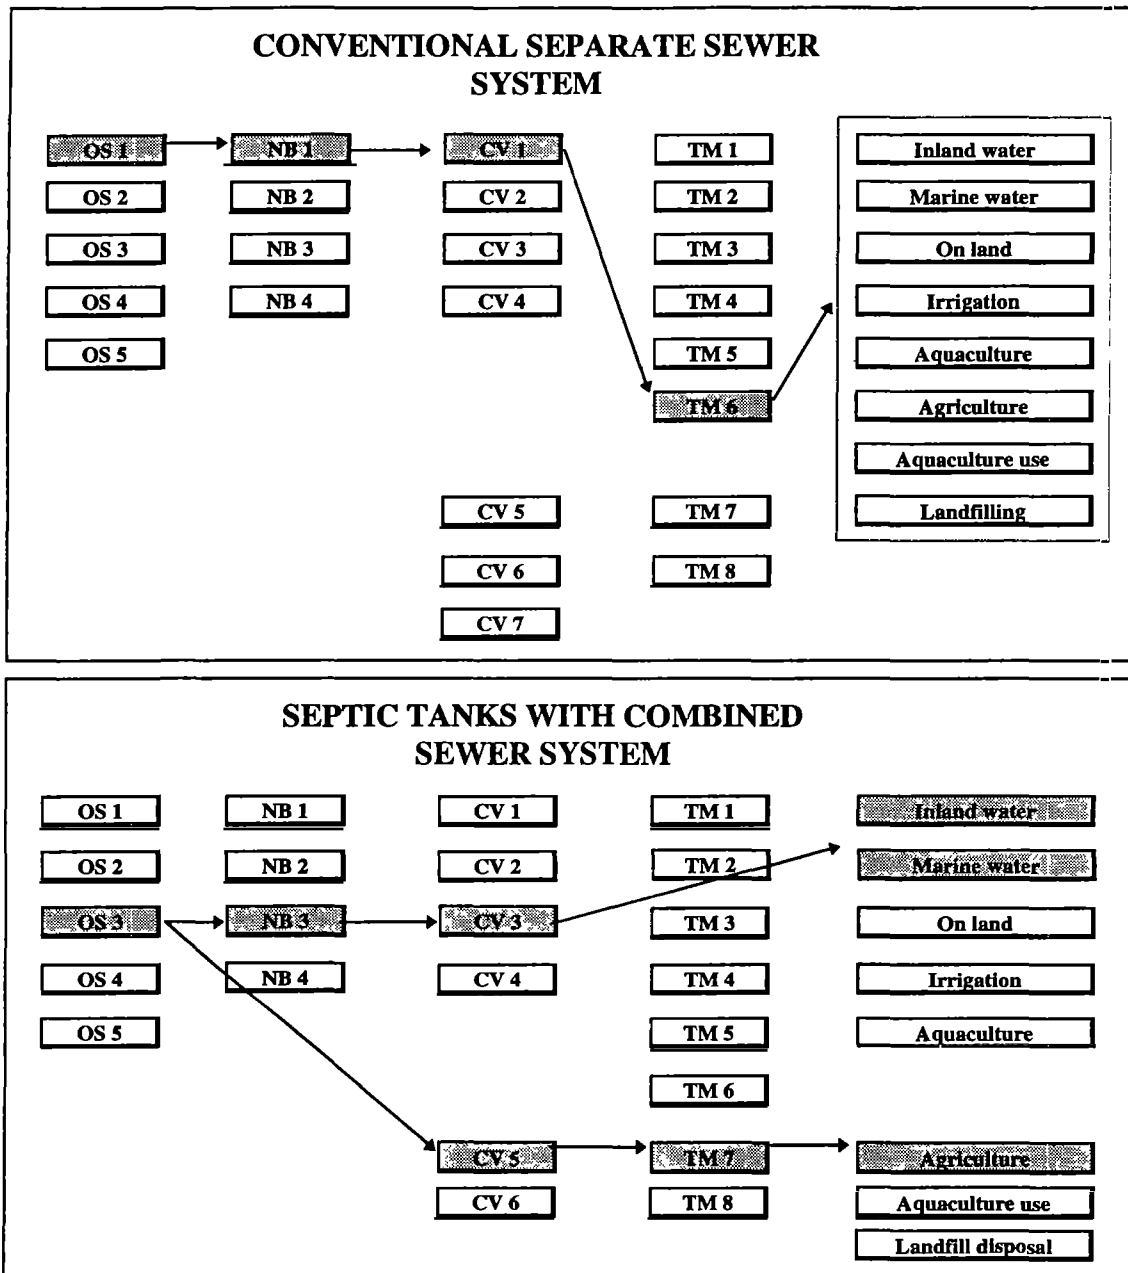 CONVENTIONAL SEPARATE SEWER
SYSTEM
OS 1 NB 1 CV 1 TM 1 Inland water
OS 2 NB 2 CV 2 TM 2 Marine water
OS 3 NB 3 CV 3 TM 3 On land
OS 4 NB 4 CV 4 TM 4 Irrigation
OS 5 TM 5 Aquaculture
TM 6 Agriculture
Aquaculture use
CV 5 TM 7 Landfilling
CV 6 TM 8
CV 7
SEPTIC TANKS WITH COMBINED
SEWER SYSTEM
OS 1 NB 1 CV 1 TM 1 Inland water
OS 2 NB 2 CV 2 TM 2 Marine water
OS 3 NB 3 CV 3 TM 3 On land
OS 4 NB 4 CV 4 TM 4 Irrigation
OS 5 TM 5 Aquaculture
TM 6
CV 5 TM 7 Agriculture
CV 6 TM 8 Aquaculture use
Landfill disposal